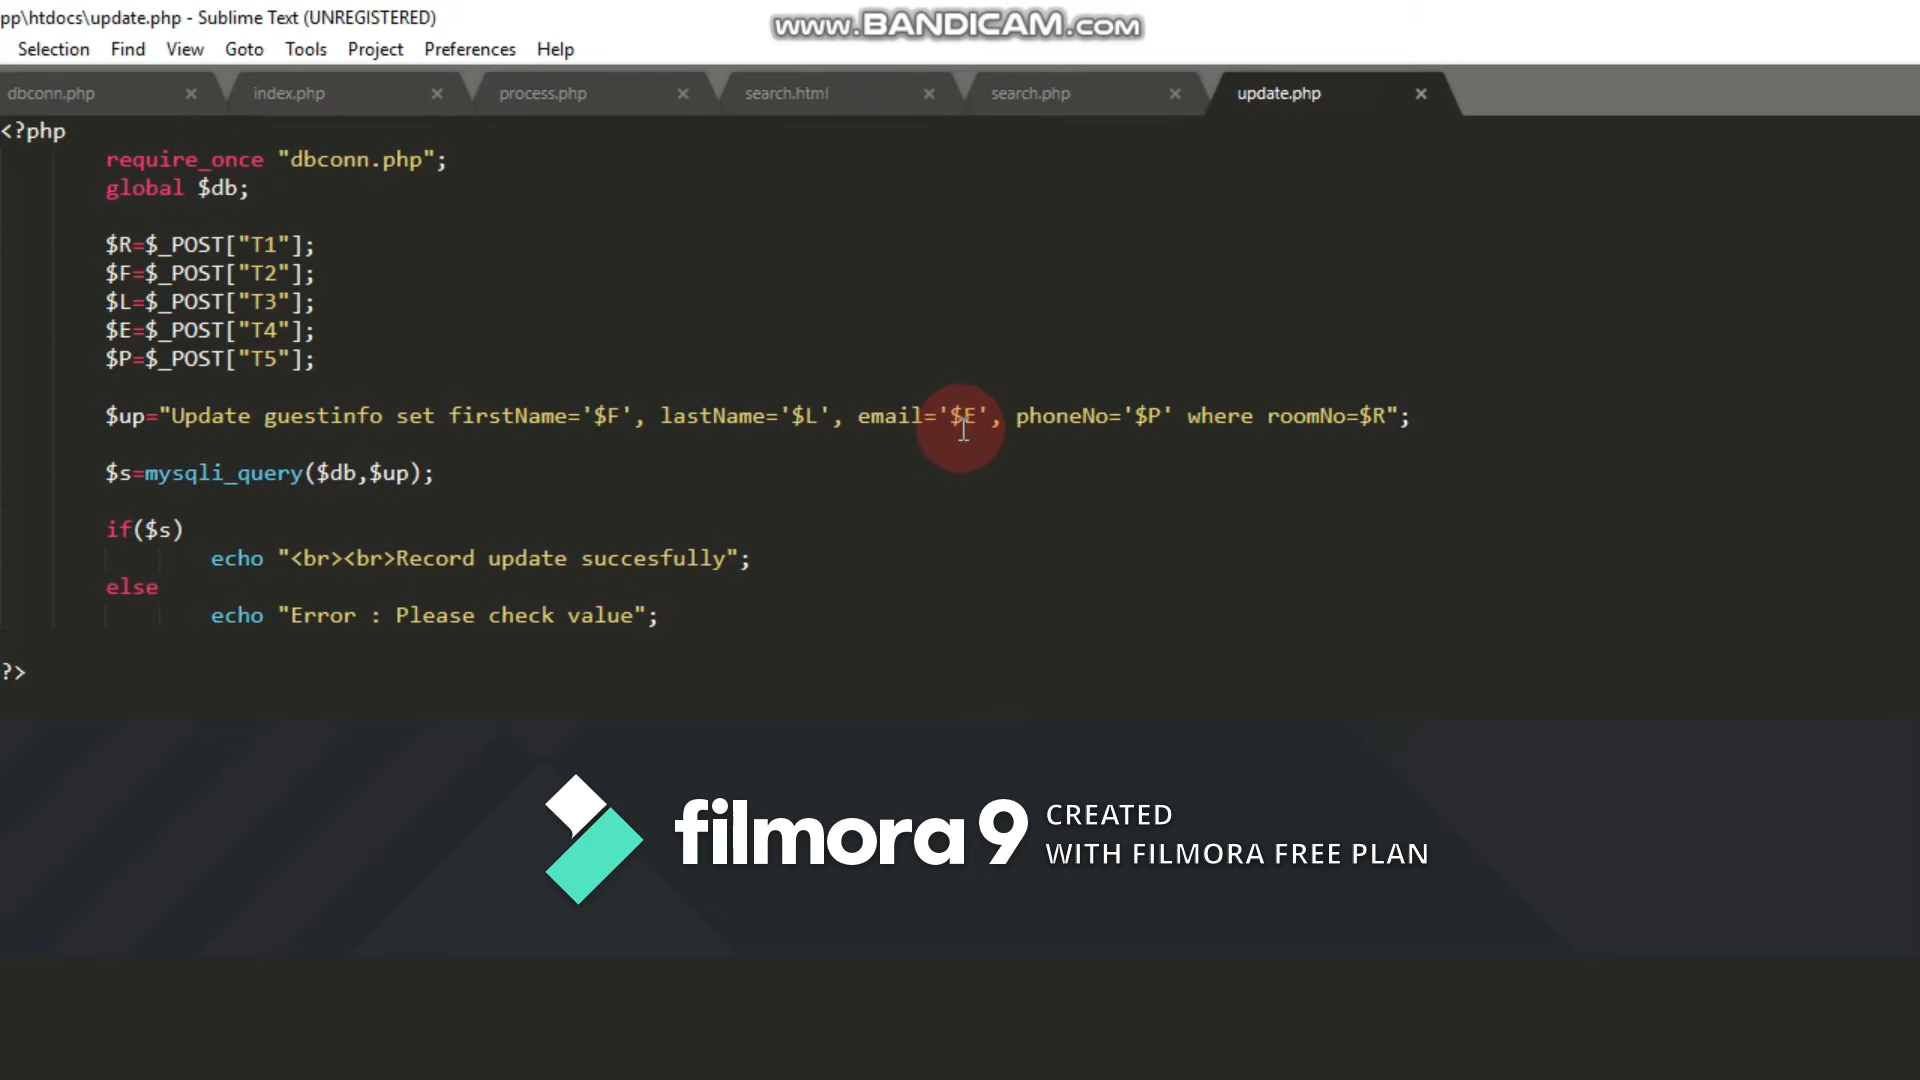 pp\htdocs\update.php - Sublime Text (UNREGISTERED)
www.BANDICAM.com
Selection Find View Goto Tools Project Preferences Help
dbconn.php × index.php × process.php × search.html × search.php × update.php ×
<?php
require_once "dbconn.php";
global $db;
$R=$_POST["T1"];
$F=$_POST["T2"];
$L=$_POST["T3"];
$E=$_POST["T4"];
$P=$_POST["T5"];
$up="Update guestinfo set firstName='$F', lastName='$L', email='$E', phoneNo='$P' where roomNo=$R";
$s=mysqli_query($db,$up);
if($s)
echo "<br><br>Record update succesfully";
else
echo "Error : Please check value";
?>
filmora 9 CREATED
WITH FILMORA FREE PLAN